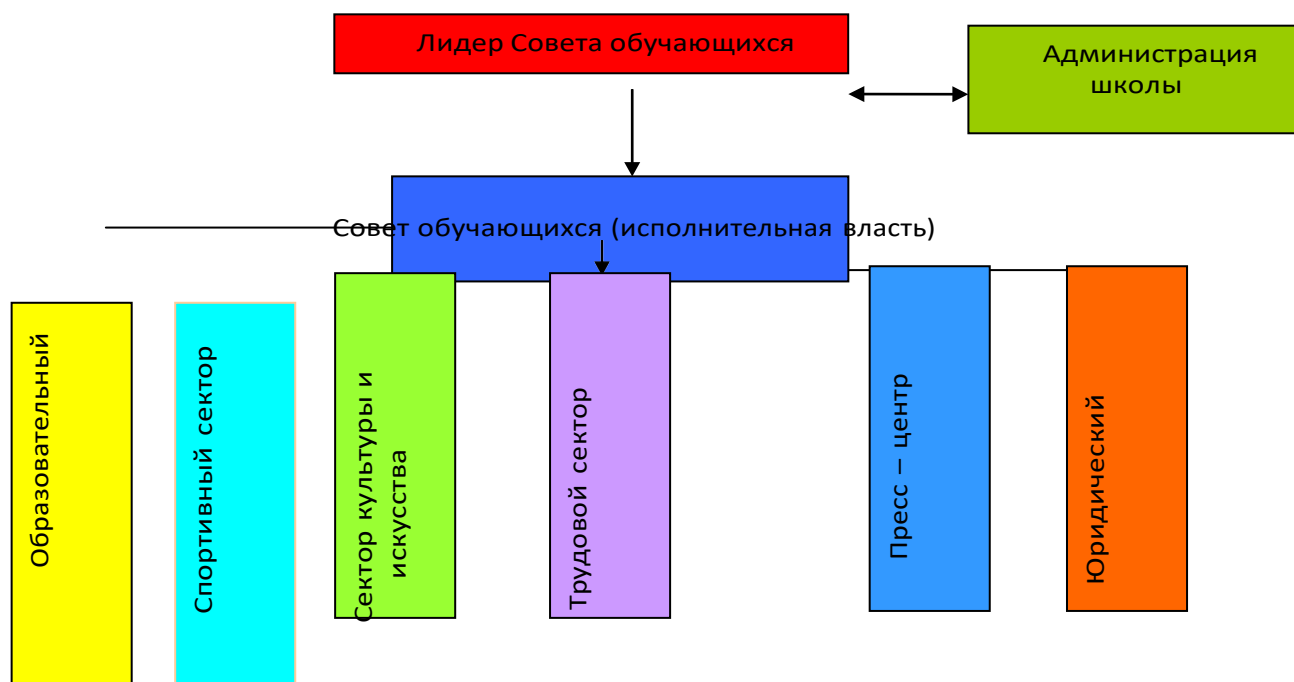 Лидер Совета обучающихся
Администрация
школы
Совет обучающихся (исполнительная власть)
Образовательный
Спортивный сектор
Сектор культуры и
искусства
Трудовой сектор
Пресс – центр
Юридический